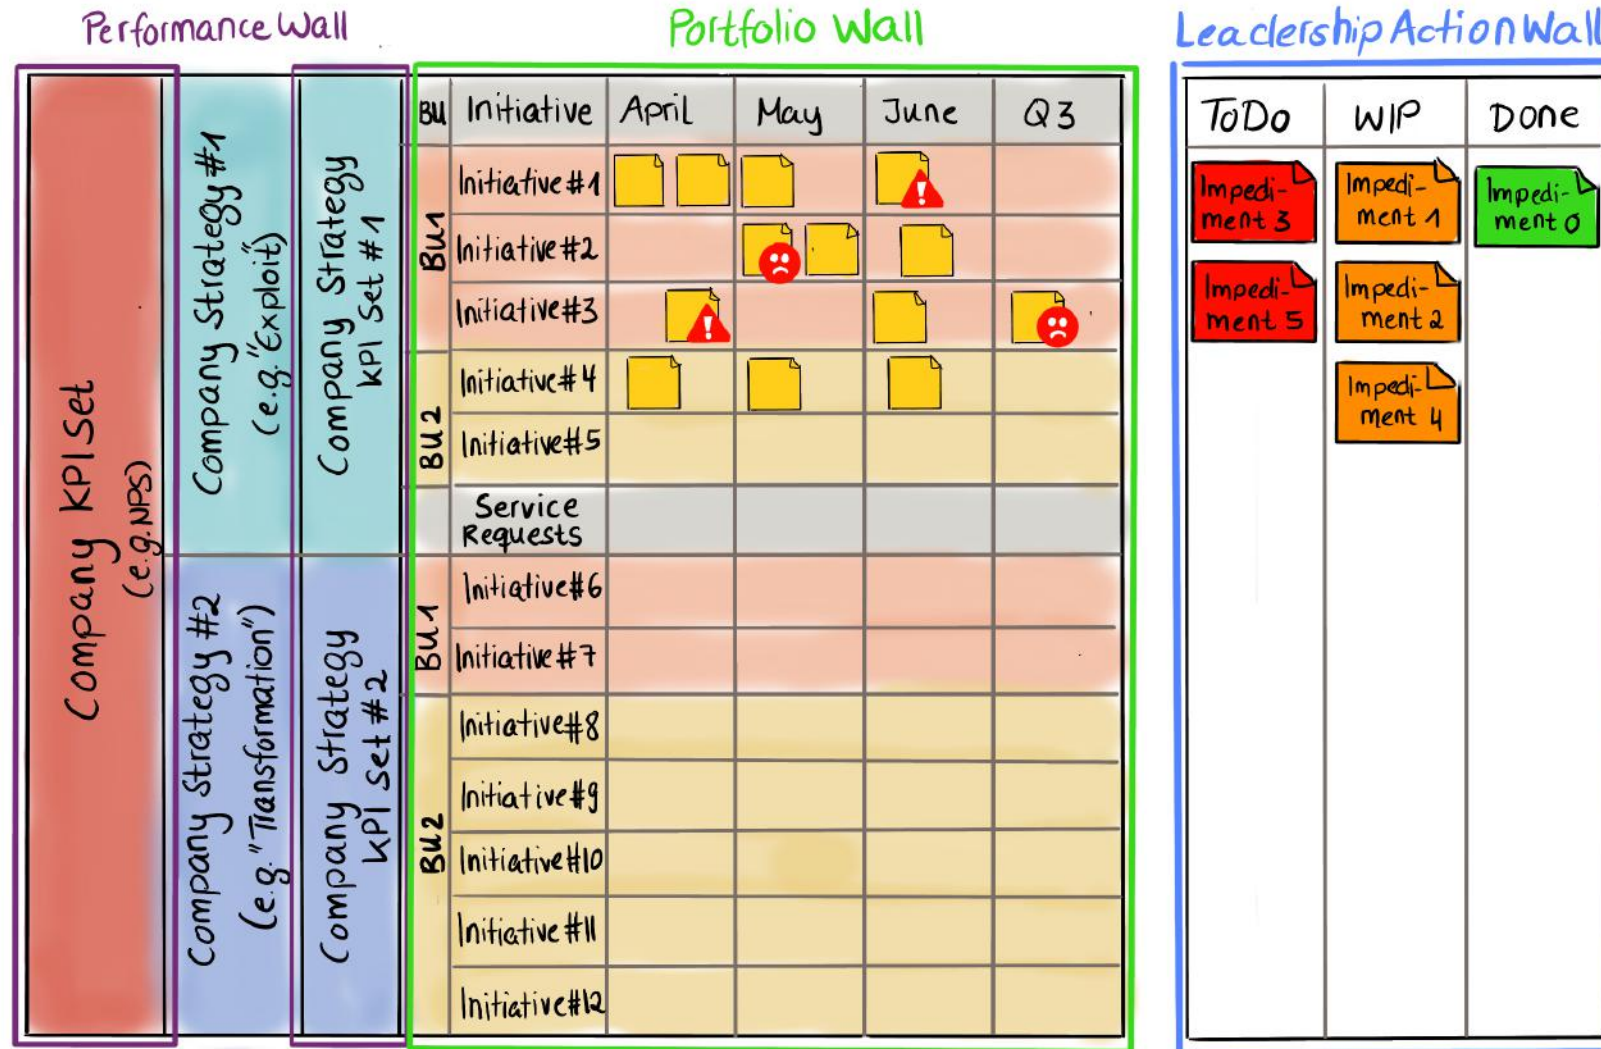 Performance Wall
Portfolio Wall
Leadership Action Wall
Company KPI Set
(e.g. NPS)
Company Strategy #1
(e.g. "Exploit")
Company Strategy
KPI Set #1
Company Strategy #2
(e.g. "Transformation")
Company Strategy
KPI Set #2
BU
Initiative
April
May
June
Q3
BU1
Initiative #1
!
Initiative #2
Initiative #3
!
BU2
Initiative #4
Initiative #5
Service
Requests
BU1
Initiative #6
Initiative #7
BU2
Initiative #8
Initiative #9
Initiative #10
Initiative #11
Initiative #12
ToDo
WIP
Done
Impedi-
ment 3
Impedi-
ment 1
Impedi-
ment 0
Impedi-
ment 5
Impedi-
ment 2
Impedi-
ment 4